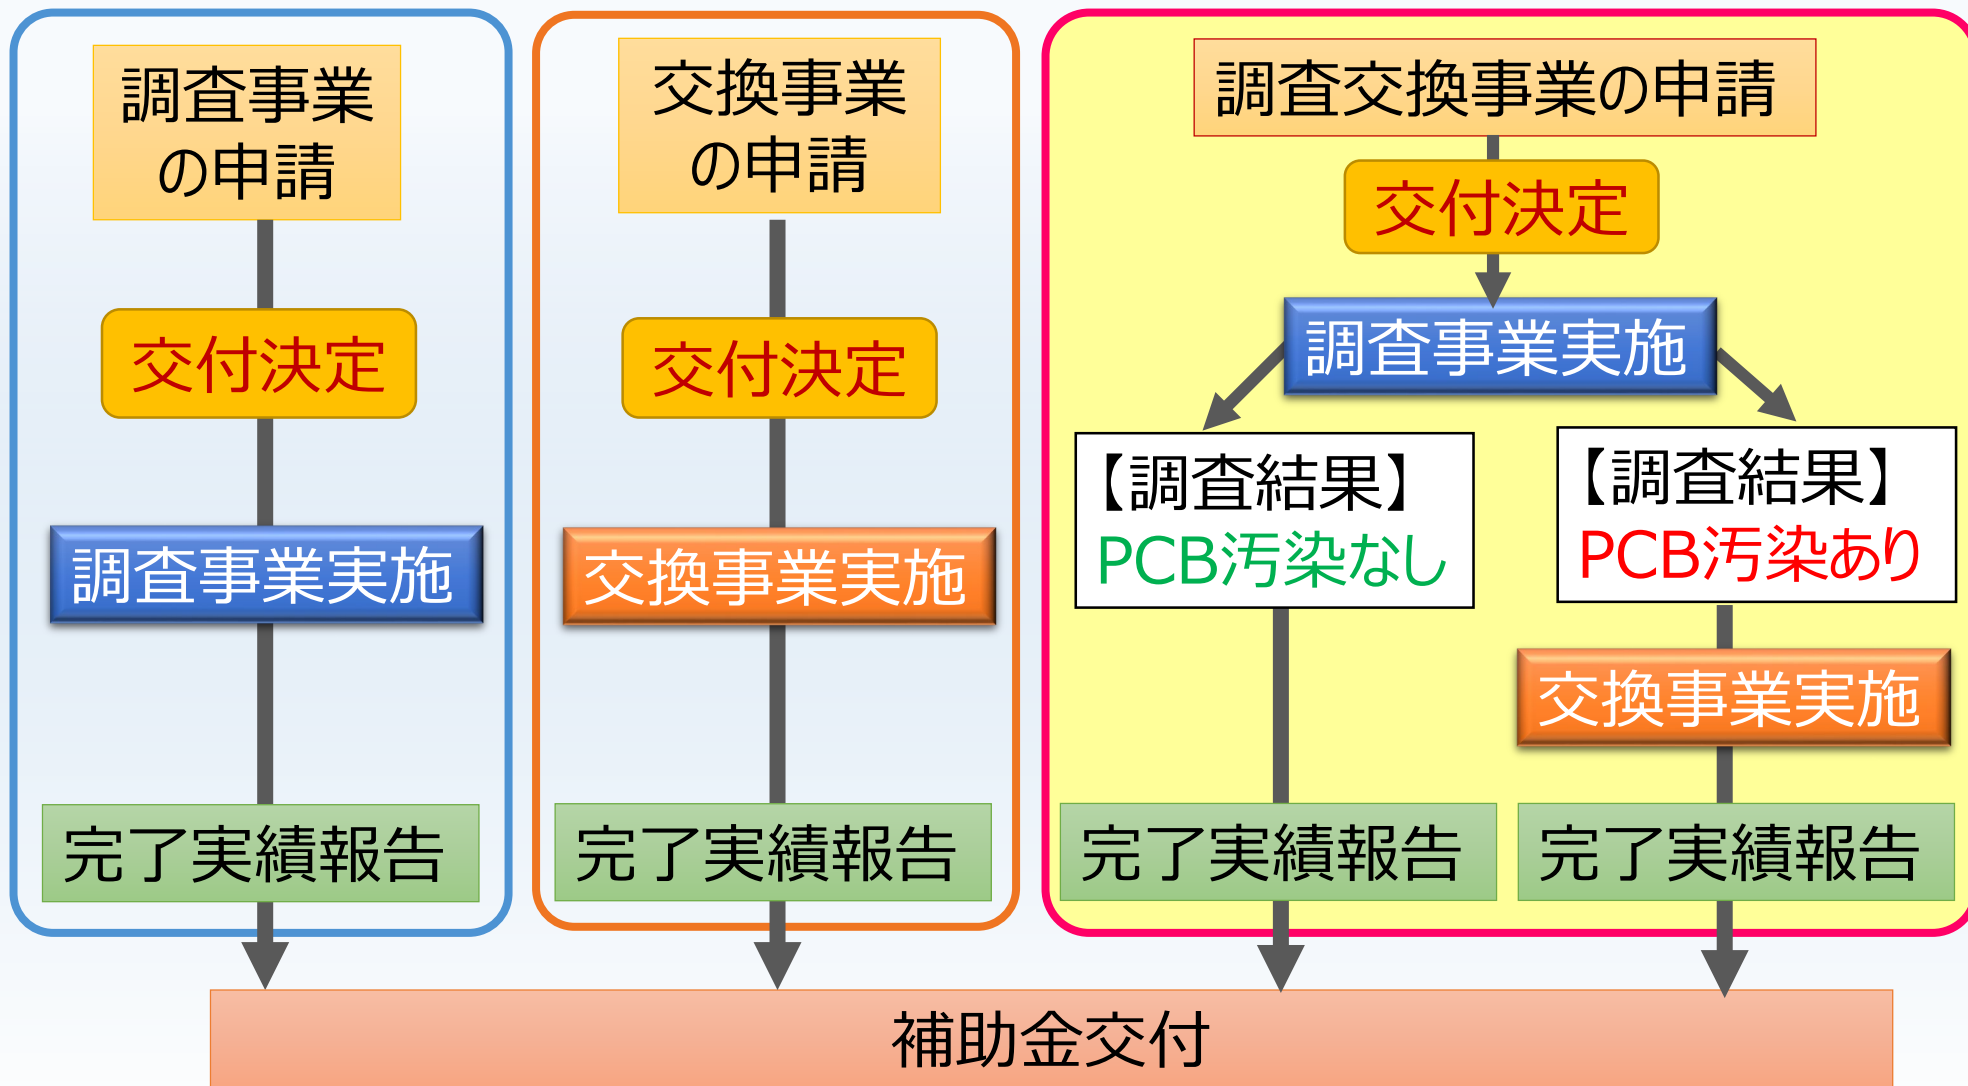 調査事業
の申請
交付決定
調査事業実施
完了実績報告
交換事業
の申請
交付決定
交換事業実施
完了実績報告
調査交換事業の申請
交付決定
調査事業実施
【調査結果】
PCB汚染なし
完了実績報告
【調査結果】
PCB汚染あり
交換事業実施
完了実績報告
補助金交付